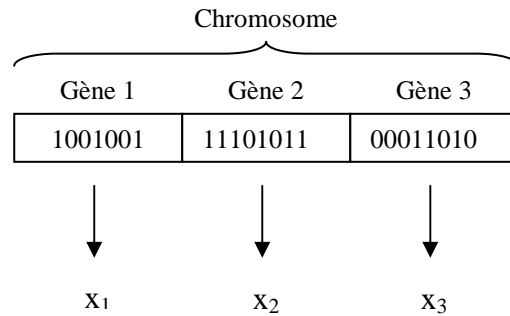 Chromosome
Gène 1 Gène 2 Gène 3
1001001 11101011 00011010
x₁ x₂ x₃